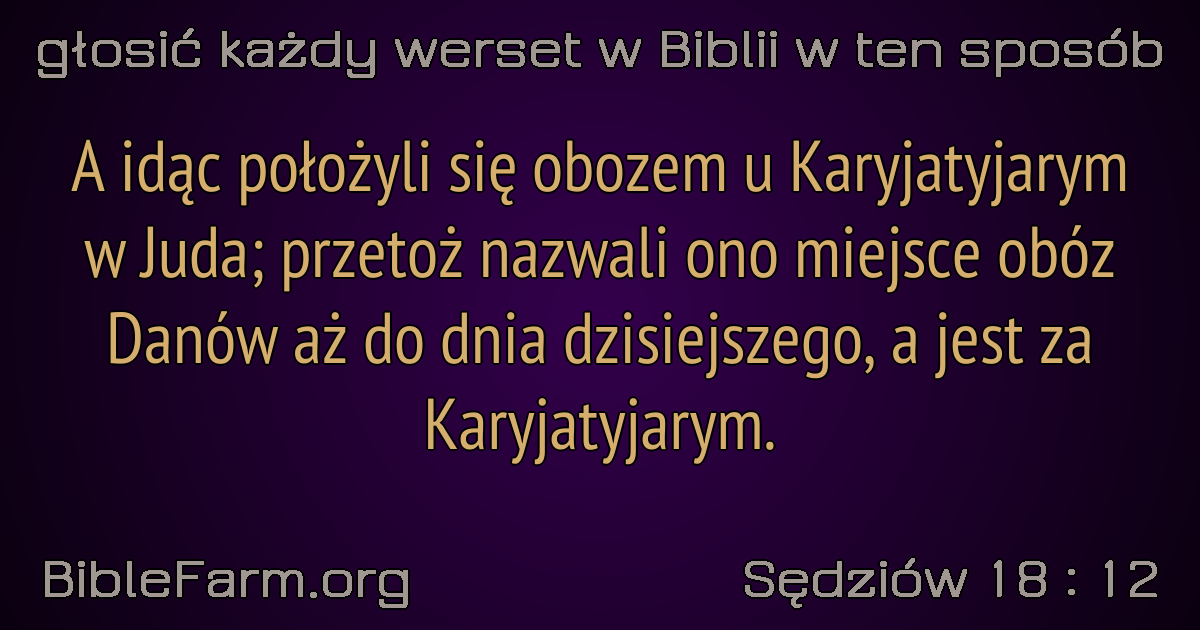 głosić każdy werset w Biblii w ten sposób
A idąc położyli się obozem u Karyjatyjarym
w Juda; przetoż nazwali ono miejsce obóz
Danów aż do dnia dzisiejszego, a jest za
Karyjatyjarym.
BibleFarm.org
Sędziów 18 : 12